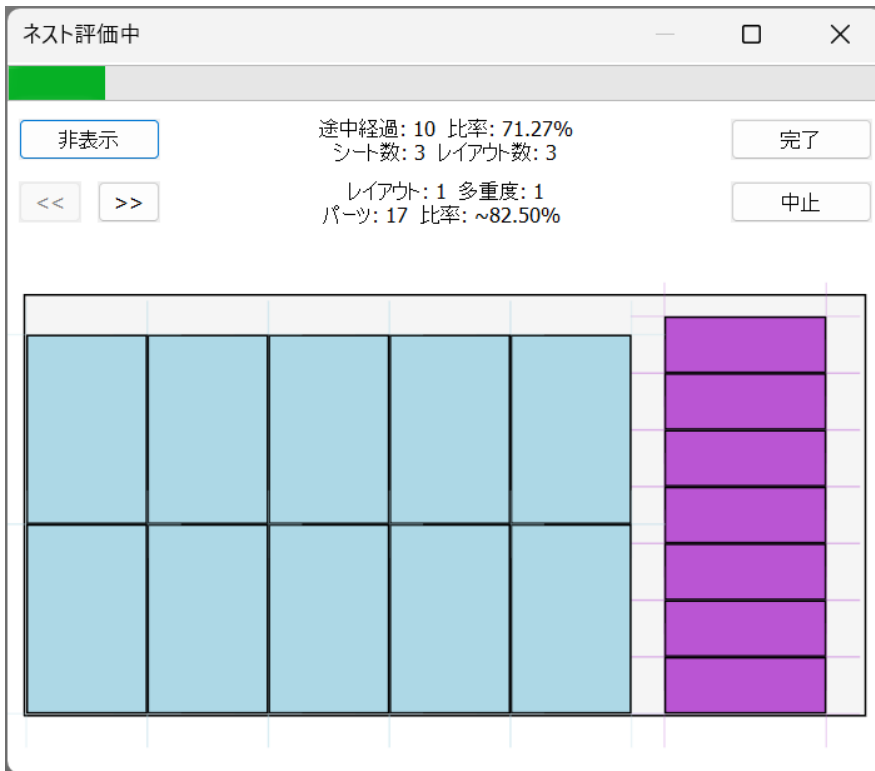 ネスト評価中
非表示
途中経過: 10 比率: 71.27%
シート数: 3 レイアウト数: 3
完了
<<
>>
レイアウト: 1 多重度: 1
パーツ: 17 比率: ~82.50%
中止